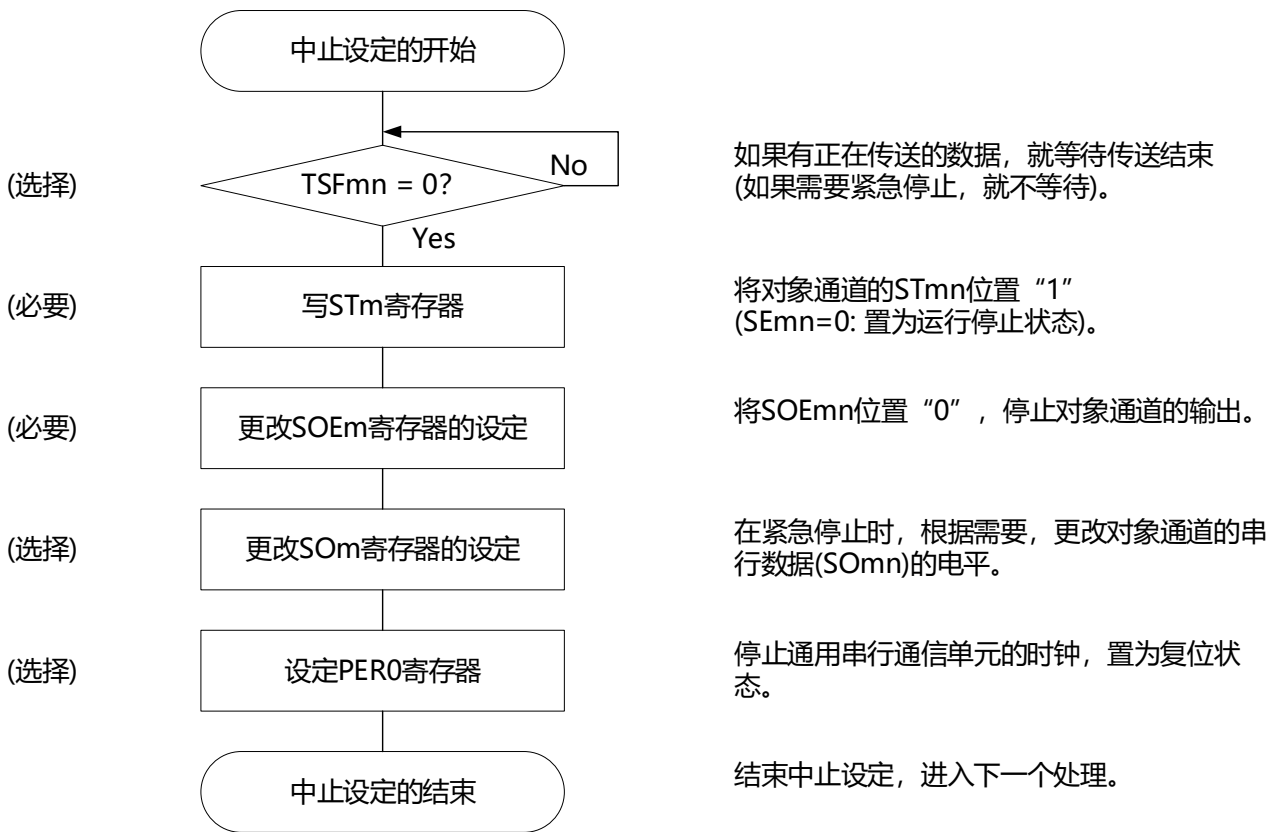 中止设定的开始
(选择)
TSFmn = 0?
No
Yes
如果有正在传送的数据，就等待传送结束
(如果需要紧急停止，就不等待)。
(必要)
写STm寄存器
将对象通道的STmn位置“1”
(SEmn=0: 置为运行停止状态)。
(必要)
更改SOEm寄存器的设定
将SOEmn位置“0”，停止对象通道的输出。
(选择)
更改SOm寄存器的设定
在紧急停止时，根据需要，更改对象通道的串
行数据(SOmn)的电平。
(选择)
设定PER0寄存器
停止通用串行通信单元的时钟，置为复位状
态。
中止设定的结束
结束中止设定，进入下一个处理。